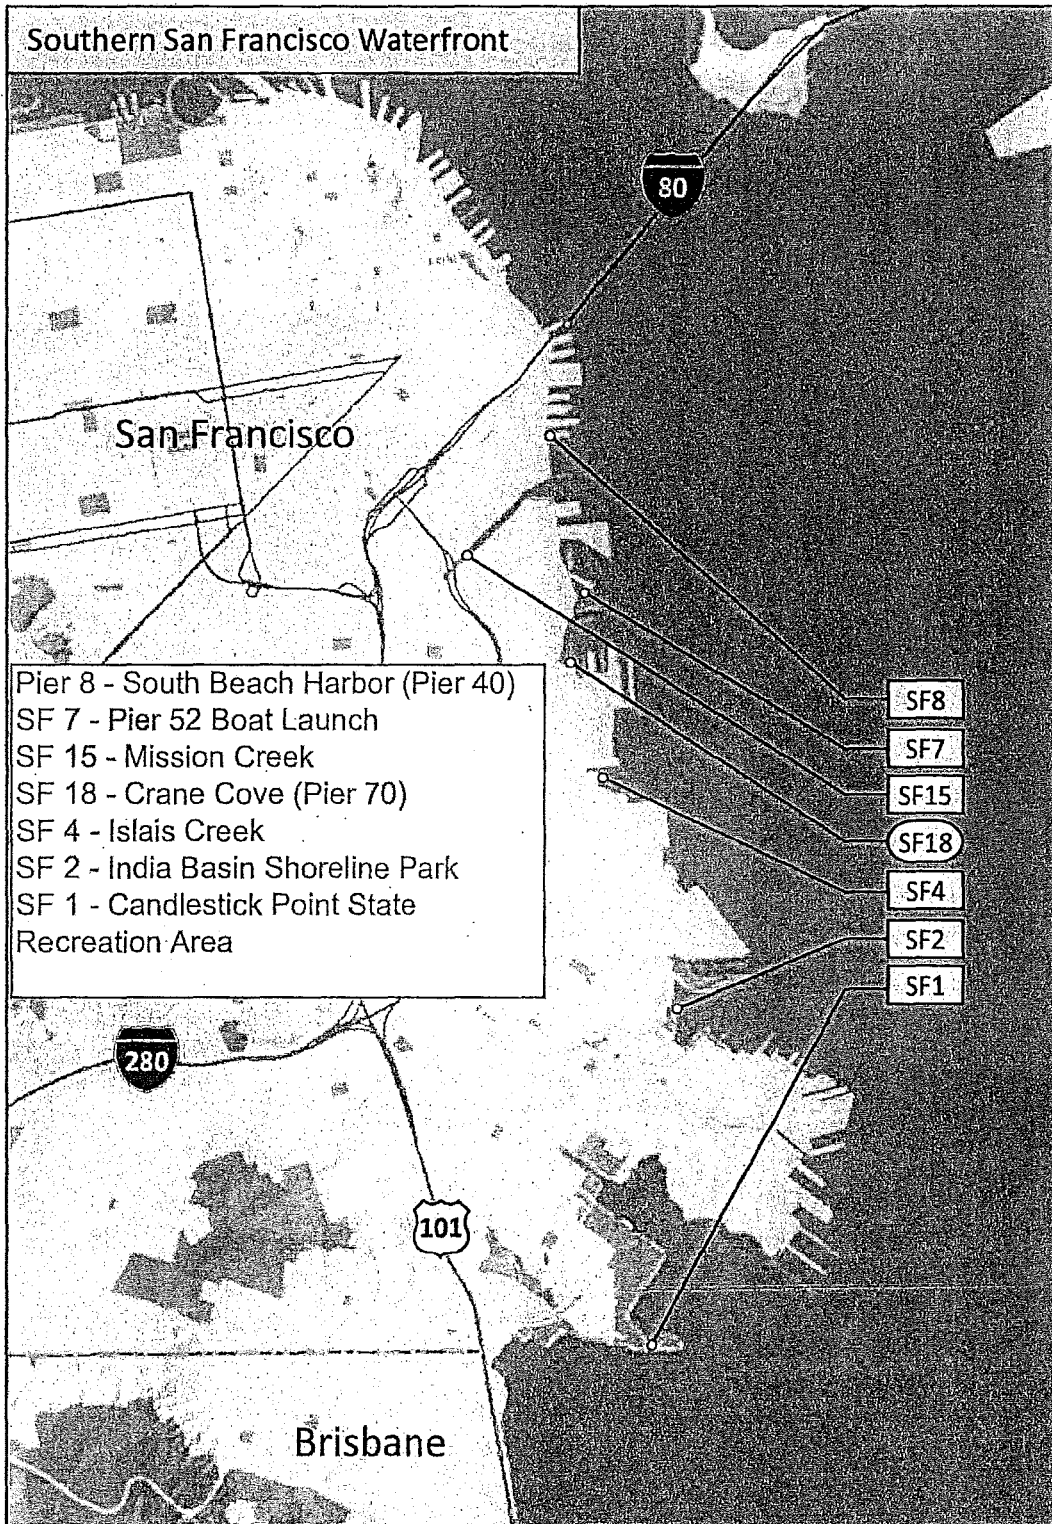 Southern San Francisco Waterfront
80
San Francisco
Pier 8 - South Beach Harbor (Pier 40)
SF 7 - Pier 52 Boat Launch
SF 15 - Mission Creek
SF 18 - Crane Cove (Pier 70)
SF 4 - Islais Creek
SF 2 - India Basin Shoreline Park
SF 1 - Candlestick Point State
Recreation Area
SF8
SF7
SF15
SF18
SF4
SF2
SF1
280
101
Brisbane